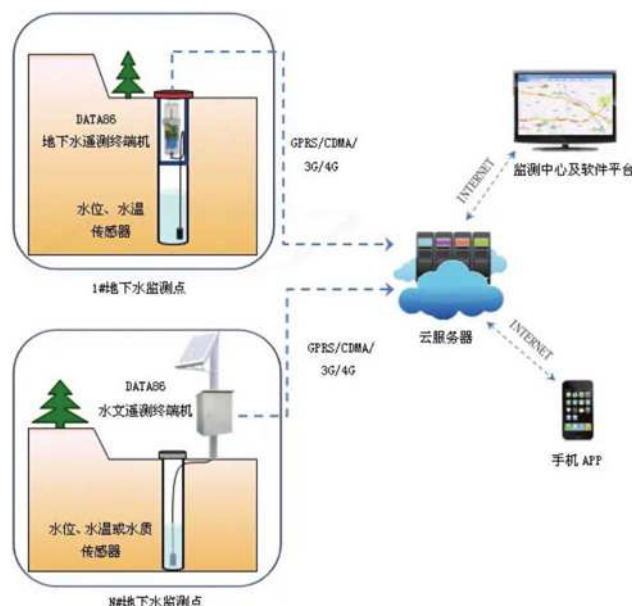 DATA86
地下水遥测终端机
水位、水温
传感器
1#地下水监测点
GPRS/CDMA/
3G/4G
INTERNET
监测中心及软件平台
云服务器
INTERNET
手机 APP
GPRS/CDMA/
3G/4G
DATA86
水文遥测终端机
水位、水温或水质
传感器
N#地下水监测点